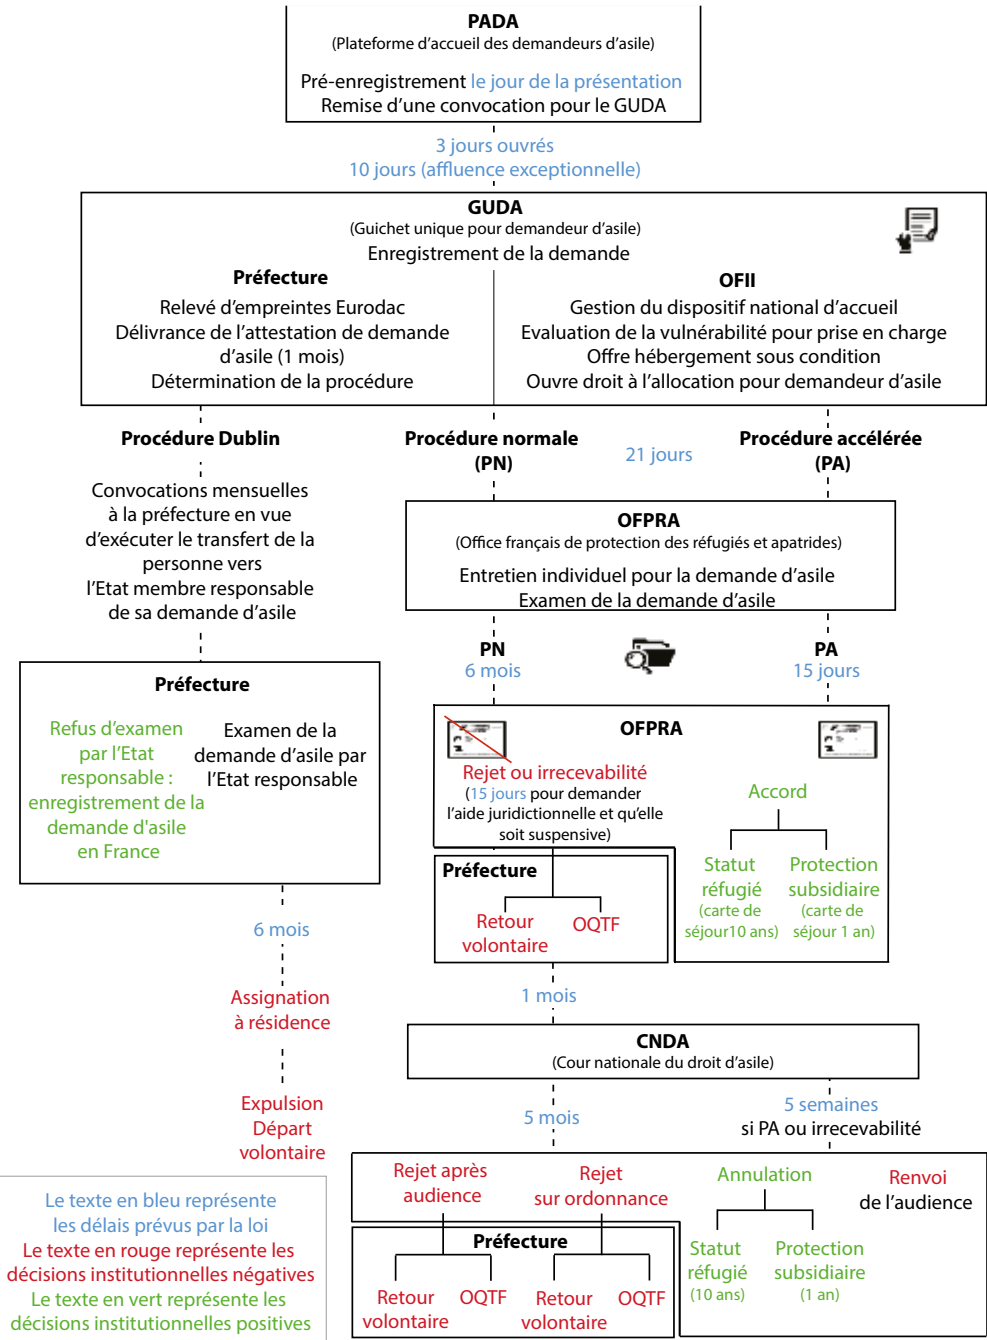 PADA
(Plateforme d'accueil des demandeurs d'asile)
Pré-enregistrement le jour de la présentation
Remise d'une convocation pour le GUDA
3 jours ouvrés
10 jours (affluence exceptionnelle)
GUDA
(Guichet unique pour demandeur d'asile)
Enregistrement de la demande
Préfecture
Relevé d'empreintes Eurodac
Délivrance de l'attestation de demande
d'asile (1 mois)
Détermination de la procédure
OFII
Gestion du dispositif national d'accueil
Evaluation de la vulnérabilité pour prise en charge
Offre hébergement sous condition
Ouvre droit à l'allocation pour demandeur d'asile
Procédure Dublin
Procédure normale
(PN)
21 jours
Procédure accélérée
(PA)
Convocations mensuelles
à la préfecture en vue
d'exécuter le transfert de la
personne vers
l'Etat membre responsable
de sa demande d'asile
OFPRA
(Office français de protection des réfugiés et apatrides)
Entretien individuel pour la demande d'asile
Examen de la demande d'asile
PN
6 mois
PA
15 jours
Préfecture
Refus d'examen
par l'Etat
responsable :
enregistrement de la
demande d'asile
en France
Examen de la
demande d'asile par
l'Etat responsable
OFPRA
Rejet ou irrecevabilité
(15 jours pour demander
l'aide juridictionnelle et qu'elle
soit suspensive)
Accord
Statut
réfugié
(carte de
séjour10 ans)
Protection
subsidiaire
(carte de
séjour 1 an)
Préfecture
Retour
volontaire
OQTF
6 mois
Assignation
à résidence
Expulsion
Départ
volontaire
1 mois
CNDA
(Cour nationale du droit d'asile)
5 mois
5 semaines
si PA ou irrecevabilité
Rejet après
audience
Rejet
sur ordonnance
Annulation
Renvoi
de l'audience
Préfecture
Retour
volontaire
OQTF
Retour
volontaire
OQTF
Statut
réfugié
(10 ans)
Protection
subsidiaire
(1 an)
Le texte en bleu représente
les délais prévus par la loi
Le texte en rouge représente les
décisions institutionnelles négatives
Le texte en vert représente les
décisions institutionnelles positives